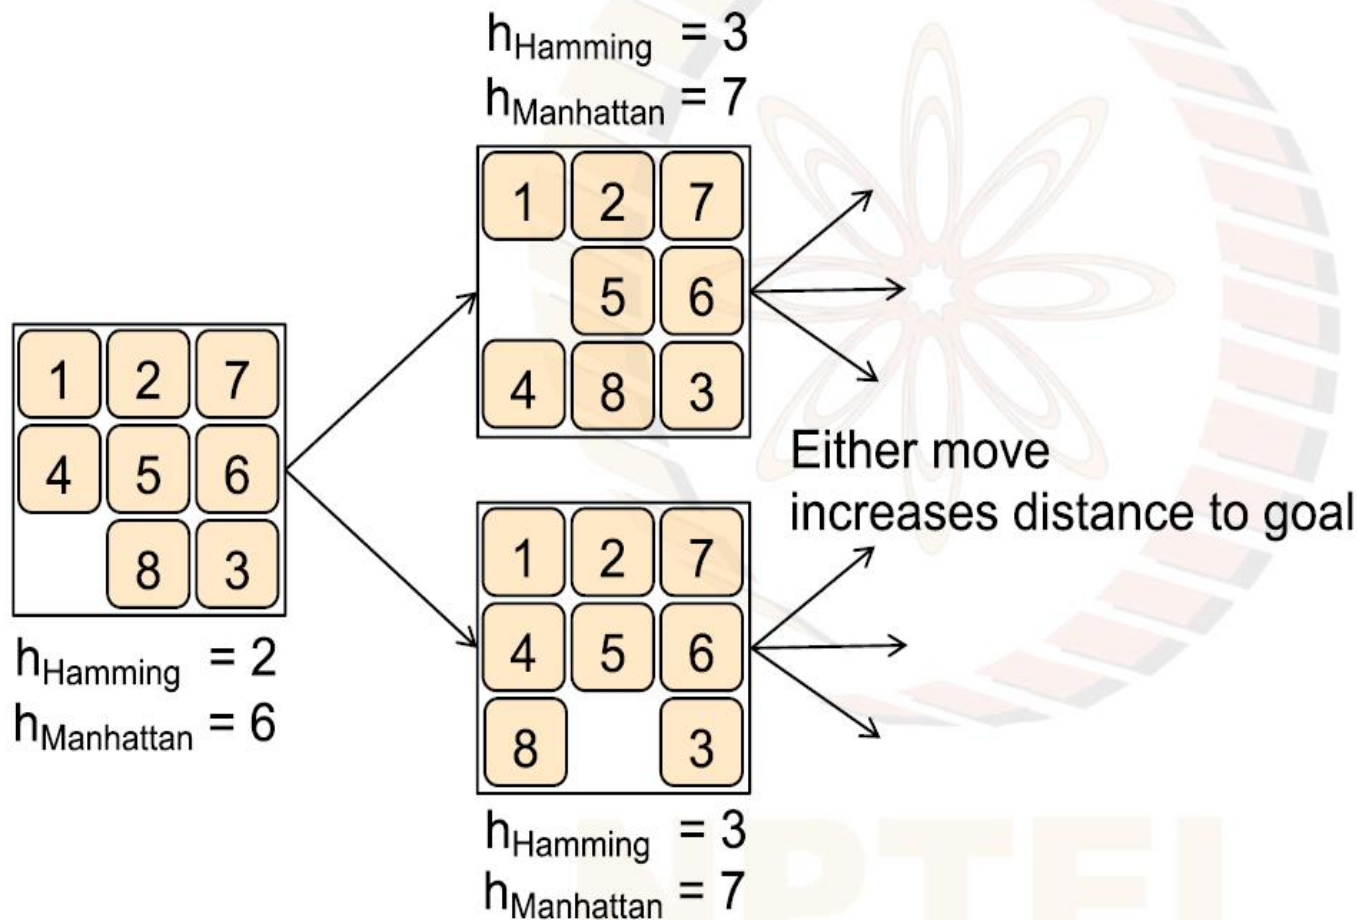 h_Hamming = 3
h_Manhattan = 7
1 2 7
5 6
4 8 3
1 2 7
4 5 6
8 3
h_Hamming = 2
h_Manhattan = 6
Either move
increases distance to goal
1 2 7
4 5 6
8 3
h_Hamming = 3
h_Manhattan = 7
NPTEL